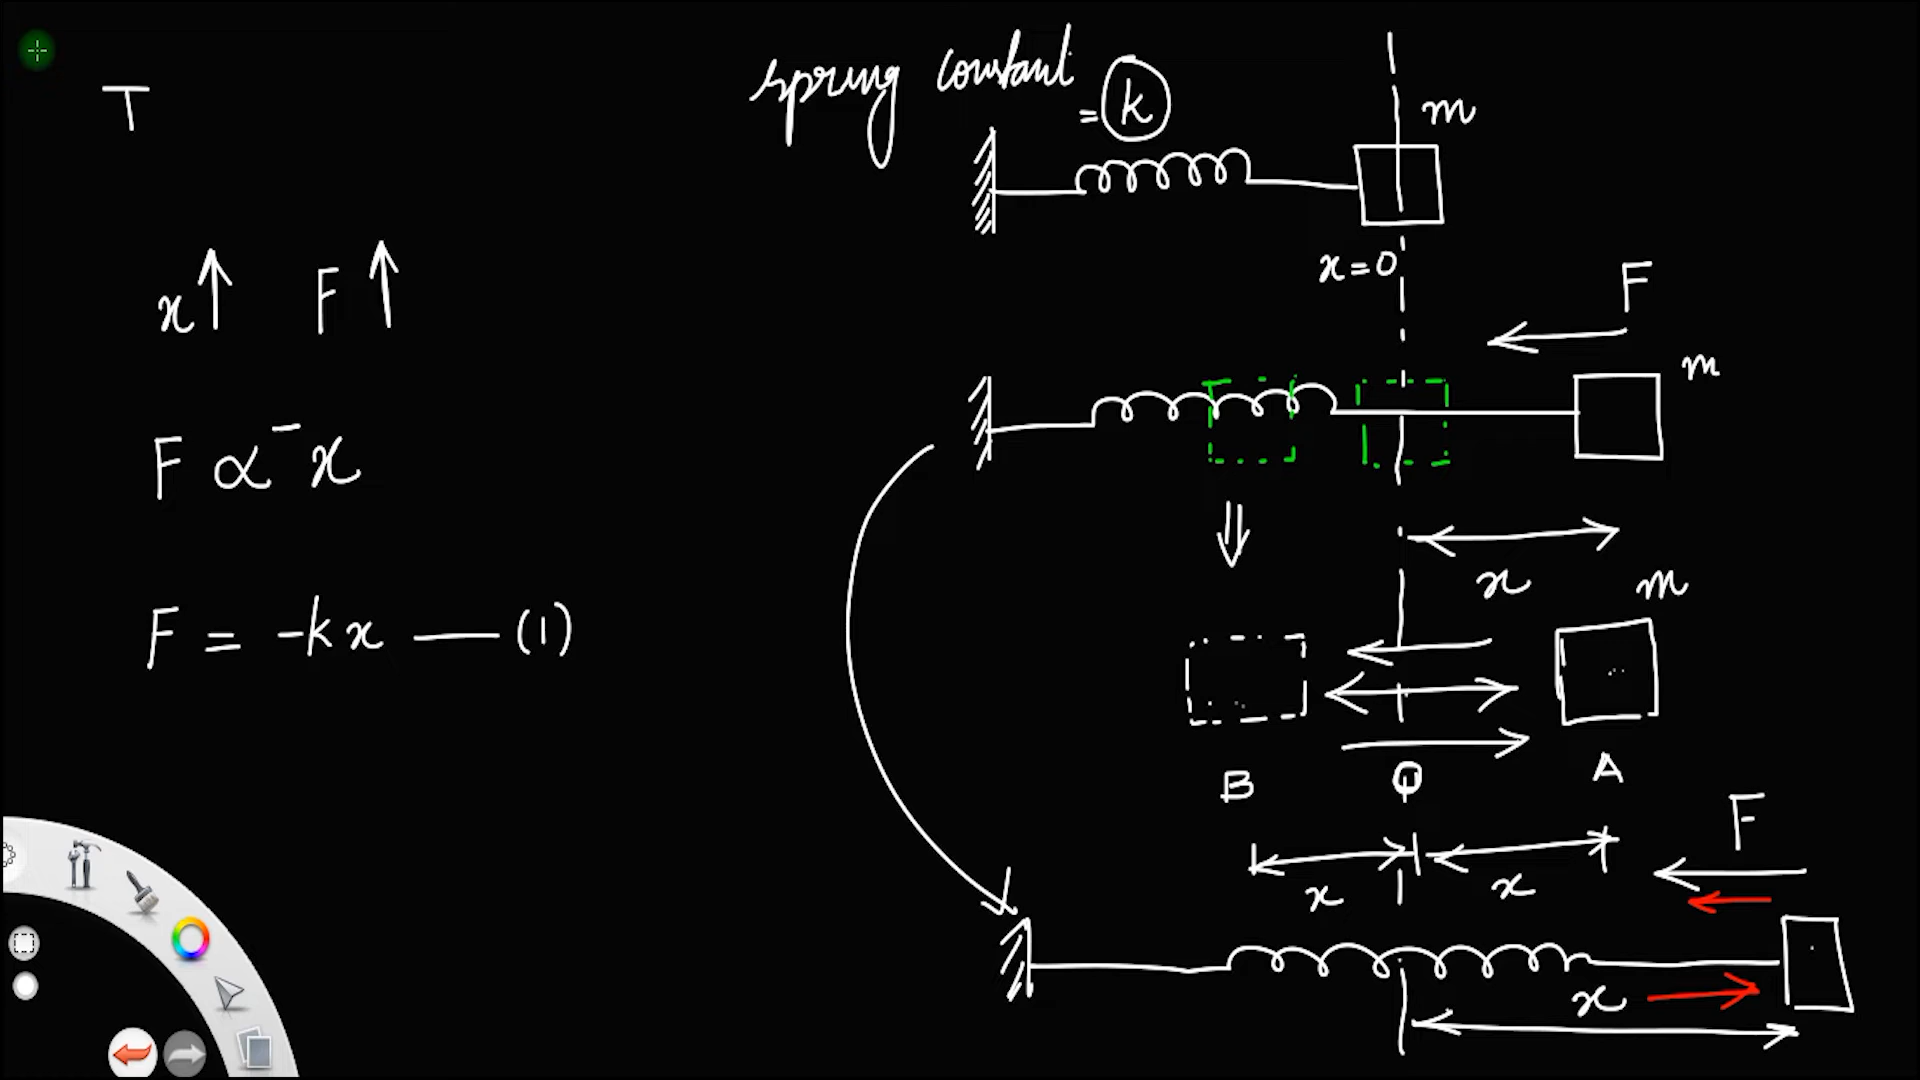 T
x↑ F↑
F ∝ -x
F = -kx —— (1)
spring constant
= k
m
x=0
F
m
x
m
B O A
x x
F
x